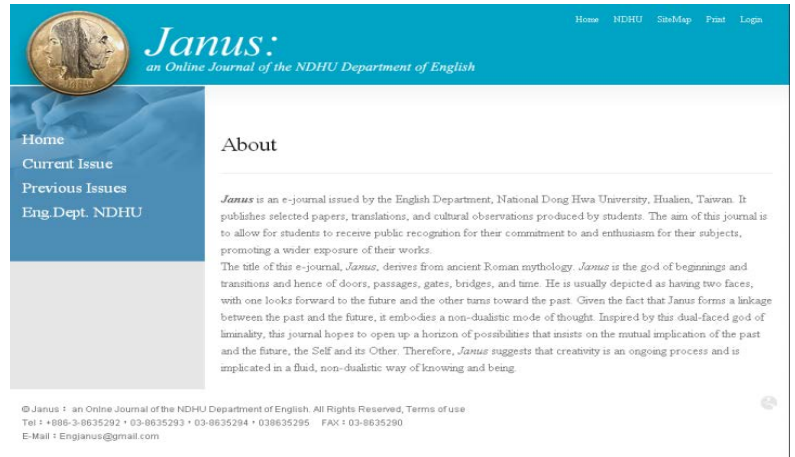 Home NDHU SiteMap Print Login
Janus:
an Online Journal of the NDHU Department of English
Home
Current Issue
Previous Issues
Eng.Dept. NDHU
About
Janus is an e-journal issued by the English Department, National Dong Hwa University, Hualien, Taiwan. It
publishes selected papers, translations, and cultural observations produced by students. The aim of this journal is
to allow for students to receive public recognition for their commitment to and enthusiasm for their subjects,
promoting a wider exposure of their works.
The title of this e-journal, Janus, derives from ancient Roman mythology. Janus is the god of beginnings and
transitions and hence of doors, passages, gates, bridges, and time. He is usually depicted as having two faces,
with one looks forward to the future and the other turns toward the past. Given the fact that Janus forms a linkage
between the past and the future, it embodies a non-dualistic mode of thought. Inspired by this dual-faced god of
liminality, this journal hopes to open up a horizon of possibilities that insists on the mutual implication of the past
and the future, the Self and its Other. Therefore, Janus suggests that creativity is an ongoing process and is
implicated in a fluid, non-dualistic way of knowing and being.
© Janus : an Onlne Journal of the NDHU Department of English. All Rights Reserved, Terms of use
Tel : +886-3-8635292・03-8635293・03-8635294・038635295 FAX : 03-8635290
E-Mail : Engjanus@gmail.com